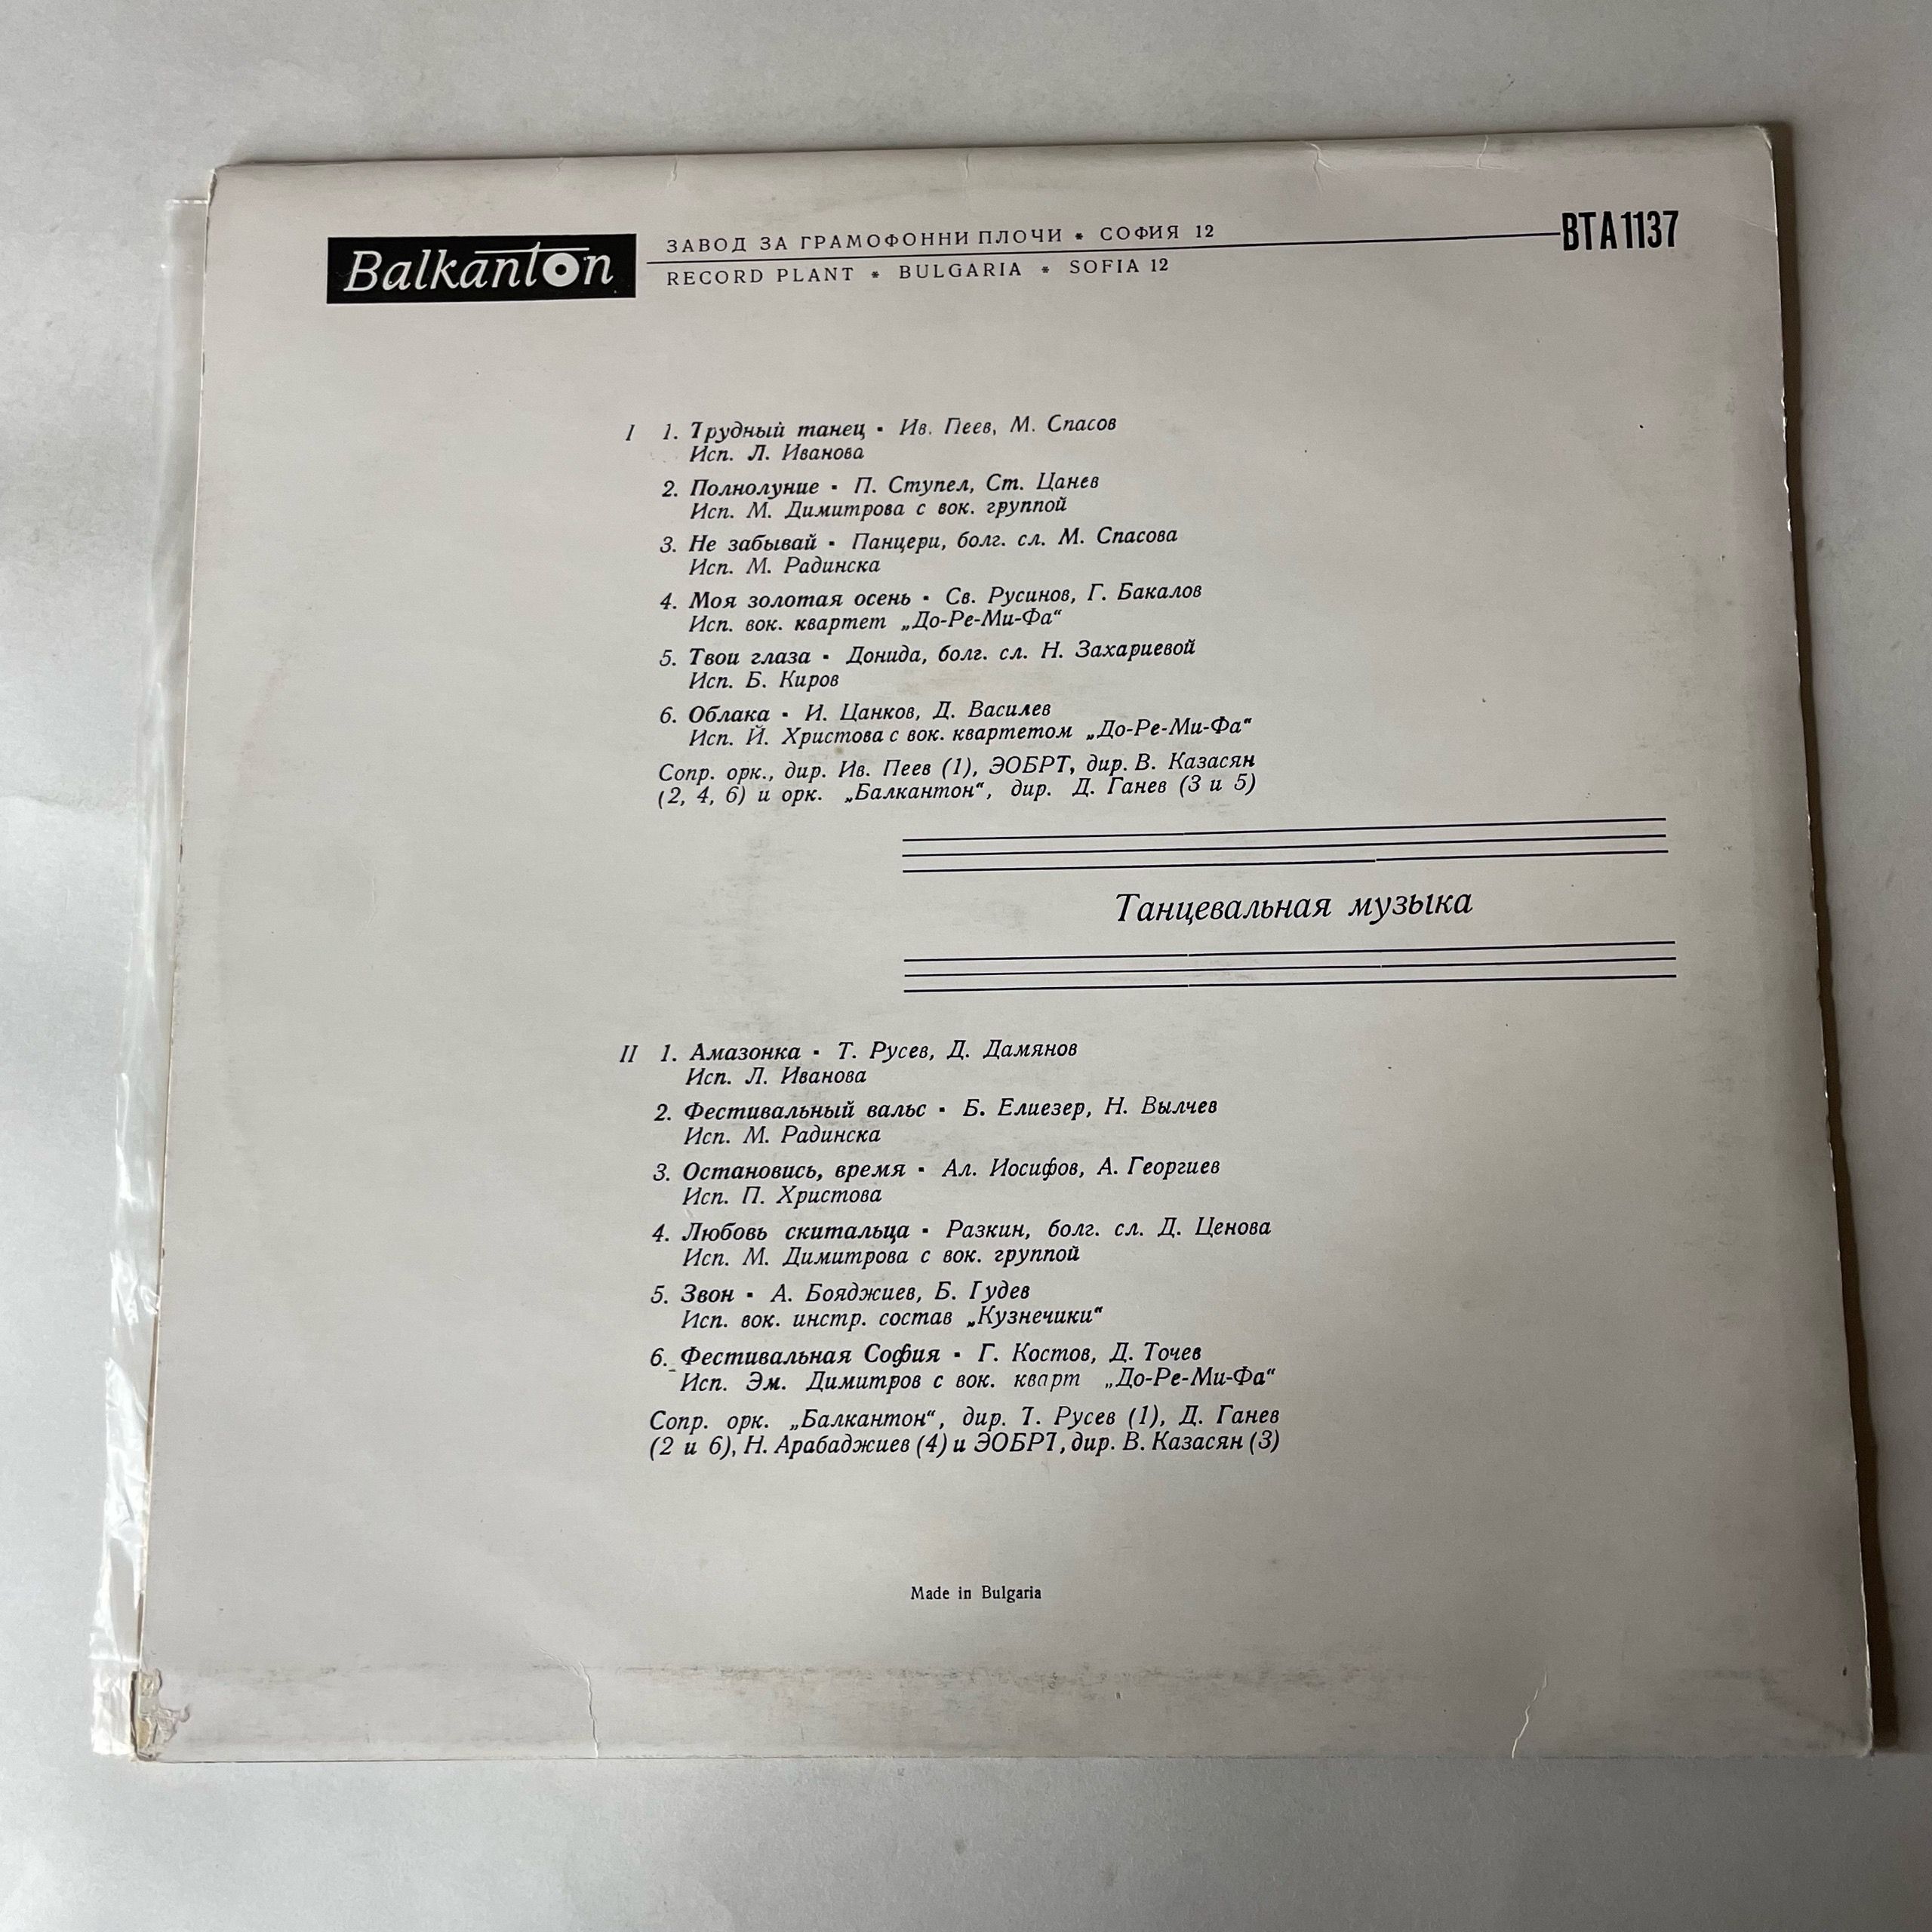 Balkanton
ЗАВОД ЗА ГРАМОФОННИ ПЛОЧИ * СОФИЯ 12
RECORD PLANT * BULGARIA * SOFIA 12
ВТА 1137
I 1. Трудный танец ▪ Ив. Пеев, М. Спасов
Исп. Л. Иванова
2. Полнолуние ▪ П. Ступел, Ст. Цанев
Исп. М. Димитрова с вок. группой
3. Не забывай ▪ Панцери, болг. сл. М. Спасова
Исп. М. Радинска
4. Моя золотая осень ▪ Св. Русинов, Г. Бакалов
Исп. вок. квартет „До-Ре-Ми-Фа“
5. Твои глаза ▪ Донида, болг. сл. Н. Захариевой
Исп. Б. Киров
6. Облака ▪ И. Цанков, Д. Василев
Исп. Й. Христова с вок. квартетом „До-Ре-Ми-Фа“
Сопр. орк., дир. Ив. Пеев (1), ЭОБРТ, дир. В. Казасян
(2, 4, 6) и орк. „Балкантон“, дир. Д. Ганев (3 и 5)
Танцевальная музыка
II 1. Амазонка ▪ Т. Русев, Д. Дамянов
Исп. Л. Иванова
2. Фестивальный вальс ▪ Б. Елиезер, Н. Вылчев
Исп. М. Радинска
3. Остановись, время ▪ Ал. Иосифов, А. Георгиев
Исп. П. Христова
4. Любовь скитальца ▪ Разкин, болг. сл. Д. Ценова
Исп. М. Димитрова с вок. группой
5. Звон ▪ А. Бояджиев, Б. Гудев
Исп. вок. инстр. состав „Кузнечики“
6. Фестивальная София ▪ Г. Костов, Д. Точев
Исп. Эм. Димитров с вок. кварт „До-Ре-Ми-Фа“
Сопр. орк. „Балкантон“, дир. Т. Русев (1), Д. Ганев
(2 и 6), Н. Арабаджиев (4) и ЭОБРТ, дир. В. Казасян (3)
Made in Bulgaria